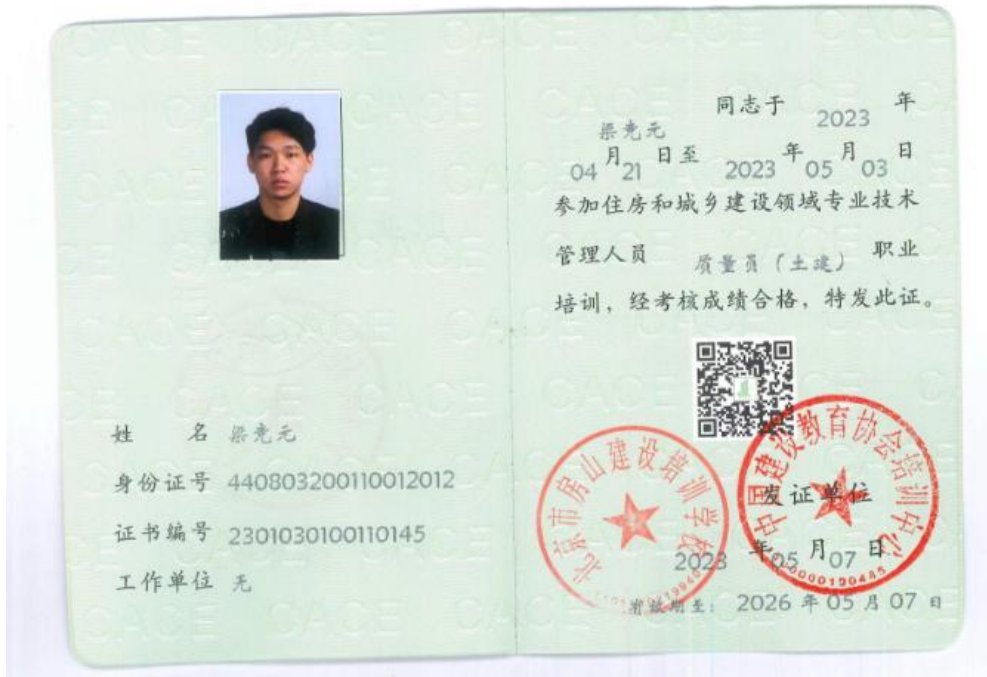 姓 名 梁竞元
身份证号 440803200110012012
证书编号 2301030100110145
工作单位 无
梁竞元 同志于 2023 年
04 月 21 日至 2023 年 05 月 03 日
参加住房和城乡建设领域专业技术
管理人员 质量员（土建） 职业
培训，经考核成绩合格，特发此证。
北京市房山建设培训学校
中国建设教育协会培训中心
发证单位
2023 年 05 月 07 日
有效期至： 2026 年 05 月 07 日
CACE